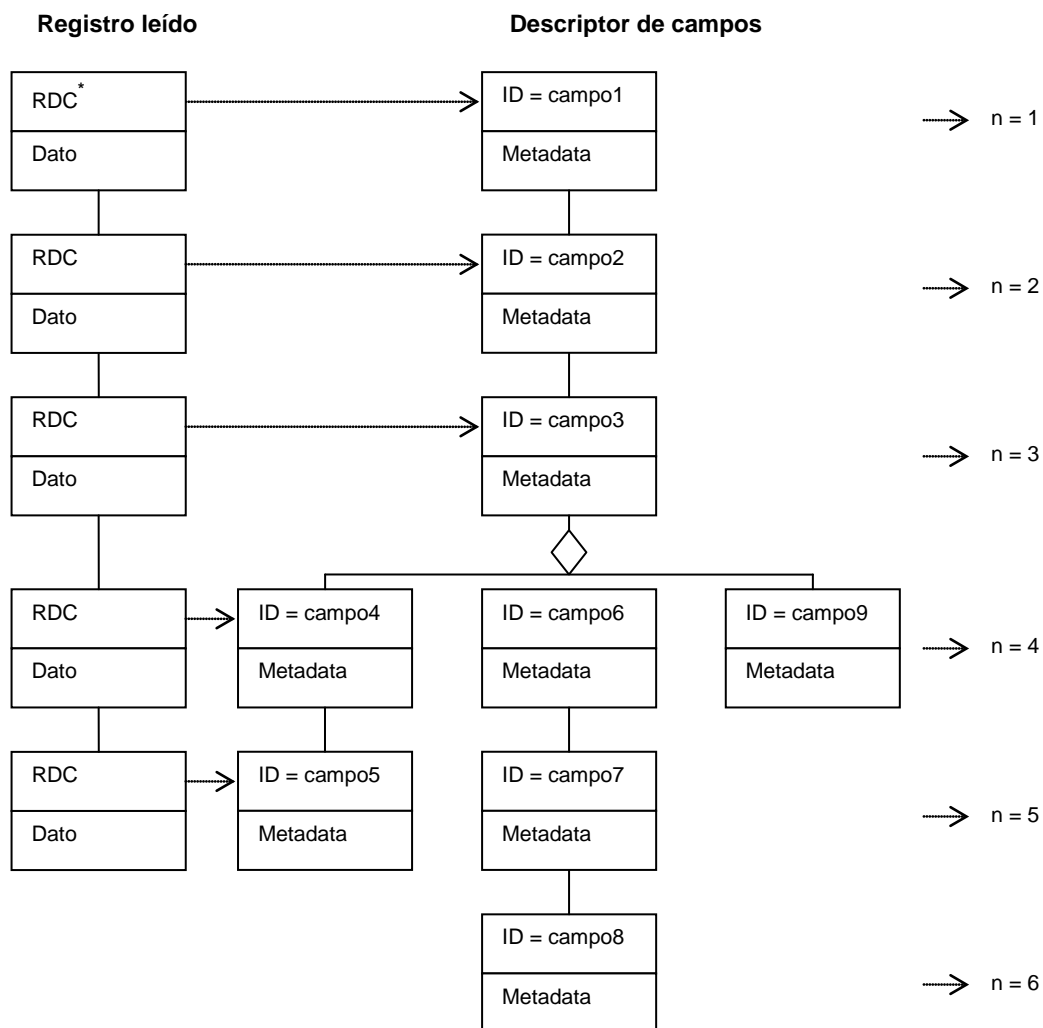 Registro leído Descriptor de campos
RDC* ID = campo1
n = 1
Dato Metadata
RDC ID = campo2
n = 2
Dato Metadata
RDC ID = campo3
n = 3
Dato Metadata
RDC ID = campo4 ID = campo6 ID = campo9
n = 4
Dato Metadata Metadata Metadata
RDC ID = campo5 ID = campo7
n = 5
Dato Metadata Metadata
ID = campo8
n = 6
Metadata